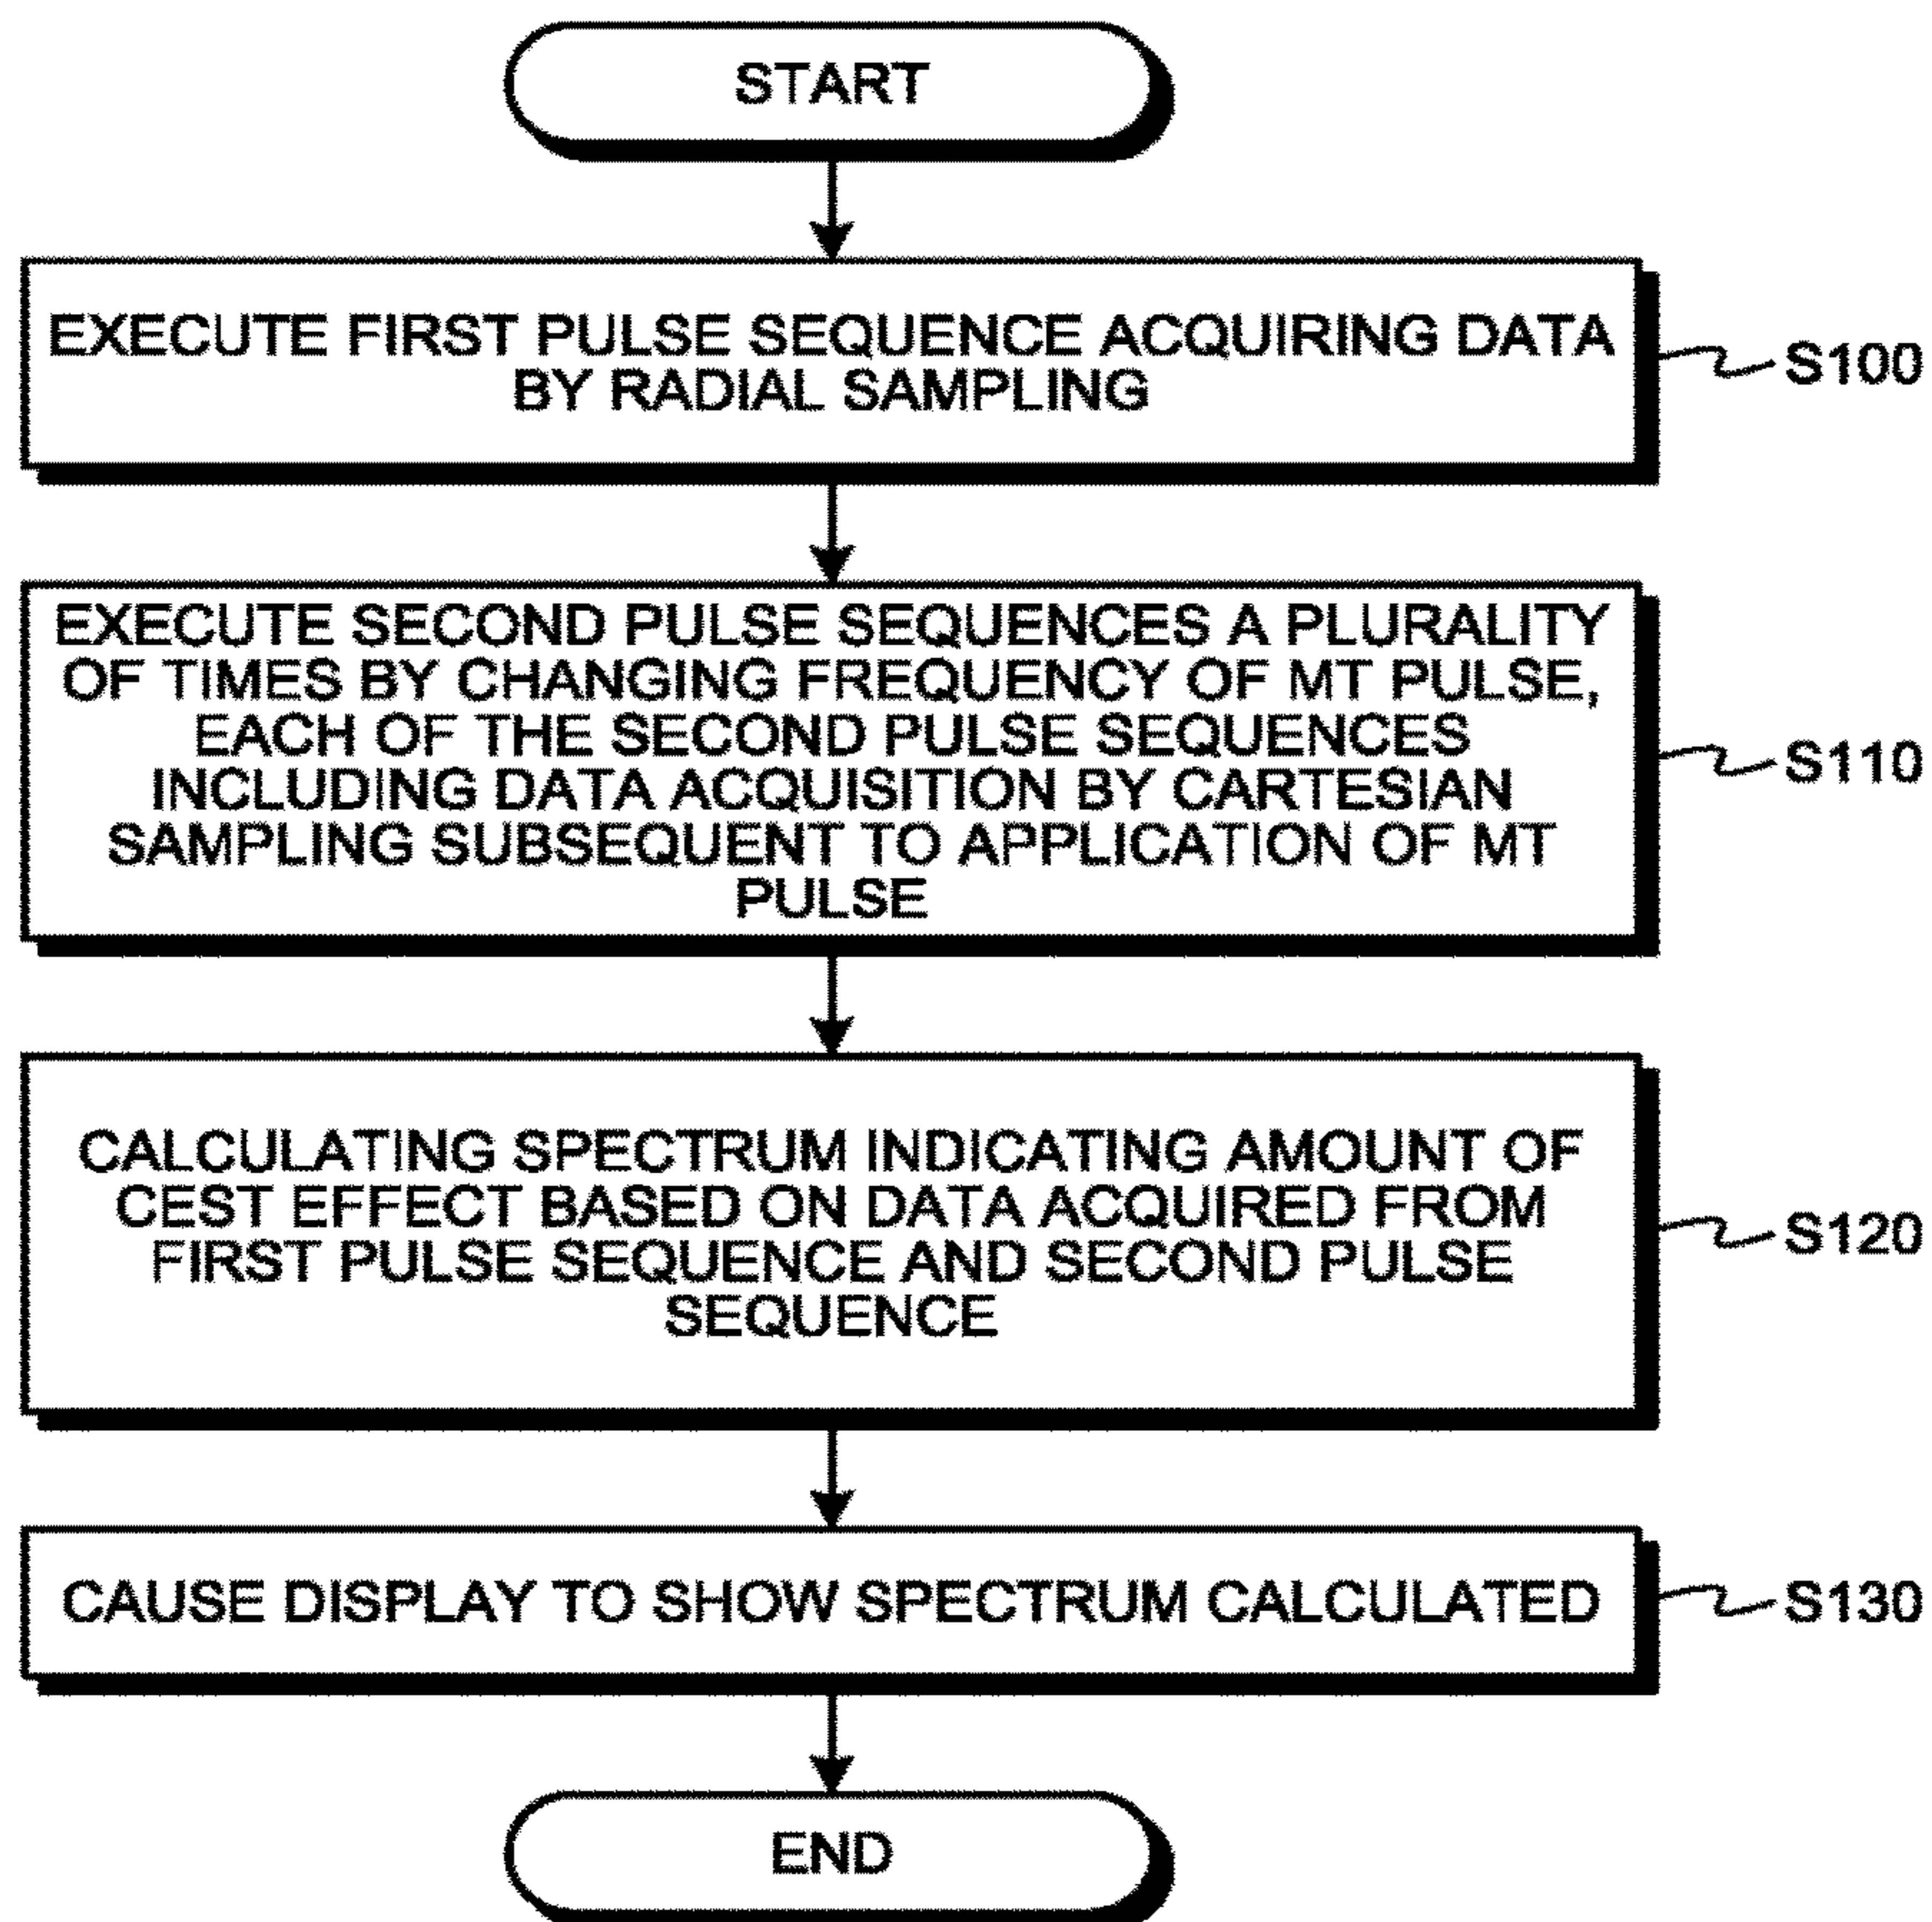 START
EXECUTE FIRST PULSE SEQUENCE ACQUIRING DATA
BY RADIAL SAMPLING
S100
EXECUTE SECOND PULSE SEQUENCES A PLURALITY
OF TIMES BY CHANGING FREQUENCY OF MT PULSE,
EACH OF THE SECOND PULSE SEQUENCES
INCLUDING DATA ACQUISITION BY CARTESIAN
SAMPLING SUBSEQUENT TO APPLICATION OF MT
PULSE
S110
CALCULATING SPECTRUM INDICATING AMOUNT OF
CEST EFFECT BASED ON DATA ACQUIRED FROM
FIRST PULSE SEQUENCE AND SECOND PULSE
SEQUENCE
S120
CAUSE DISPLAY TO SHOW SPECTRUM CALCULATED
S130
END